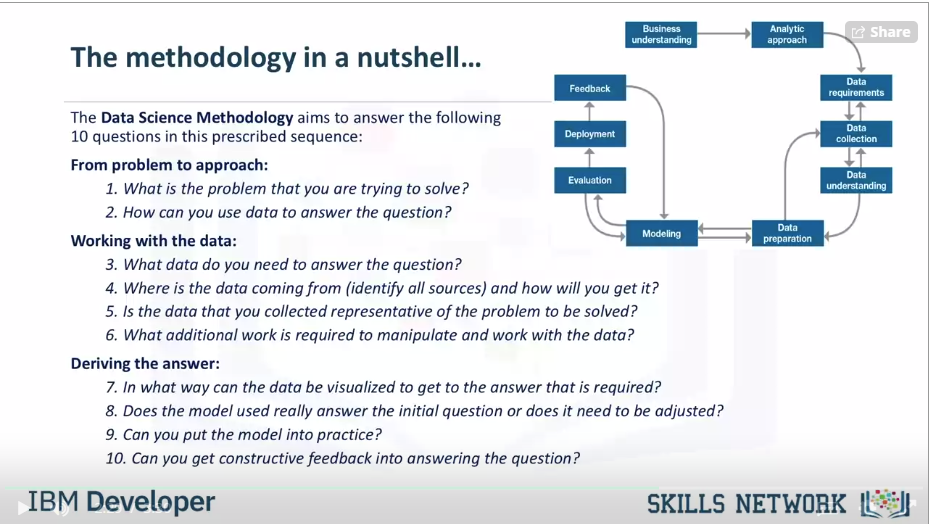 The methodology in a nutshell…
The Data Science Methodology aims to answer the following
10 questions in this prescribed sequence:
From problem to approach:
1. What is the problem that you are trying to solve?
2. How can you use data to answer the question?
Working with the data:
3. What data do you need to answer the question?
4. Where is the data coming from (identify all sources) and how will you get it?
5. Is the data that you collected representative of the problem to be solved?
6. What additional work is required to manipulate and work with the data?
Deriving the answer:
7. In what way can the data be visualized to get to the answer that is required?
8. Does the model used really answer the initial question or does it need to be adjusted?
9. Can you put the model into practice?
10. Can you get constructive feedback into answering the question?
Business
understanding
Analytic
approach
Share
Data
requirements
Data
collection
Data
understanding
Data
preparation
Modeling
Evaluation
Deployment
Feedback
IBM Developer
SKILLS NETWORK